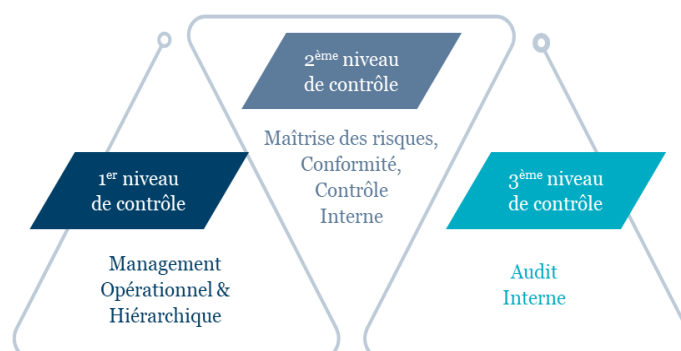 1er niveau
de contrôle
Management
Opérationnel &
Hiérarchique
2ème niveau
de contrôle
Maîtrise des risques,
Conformité,
Contrôle
Interne
3ème niveau
de contrôle
Audit
Interne